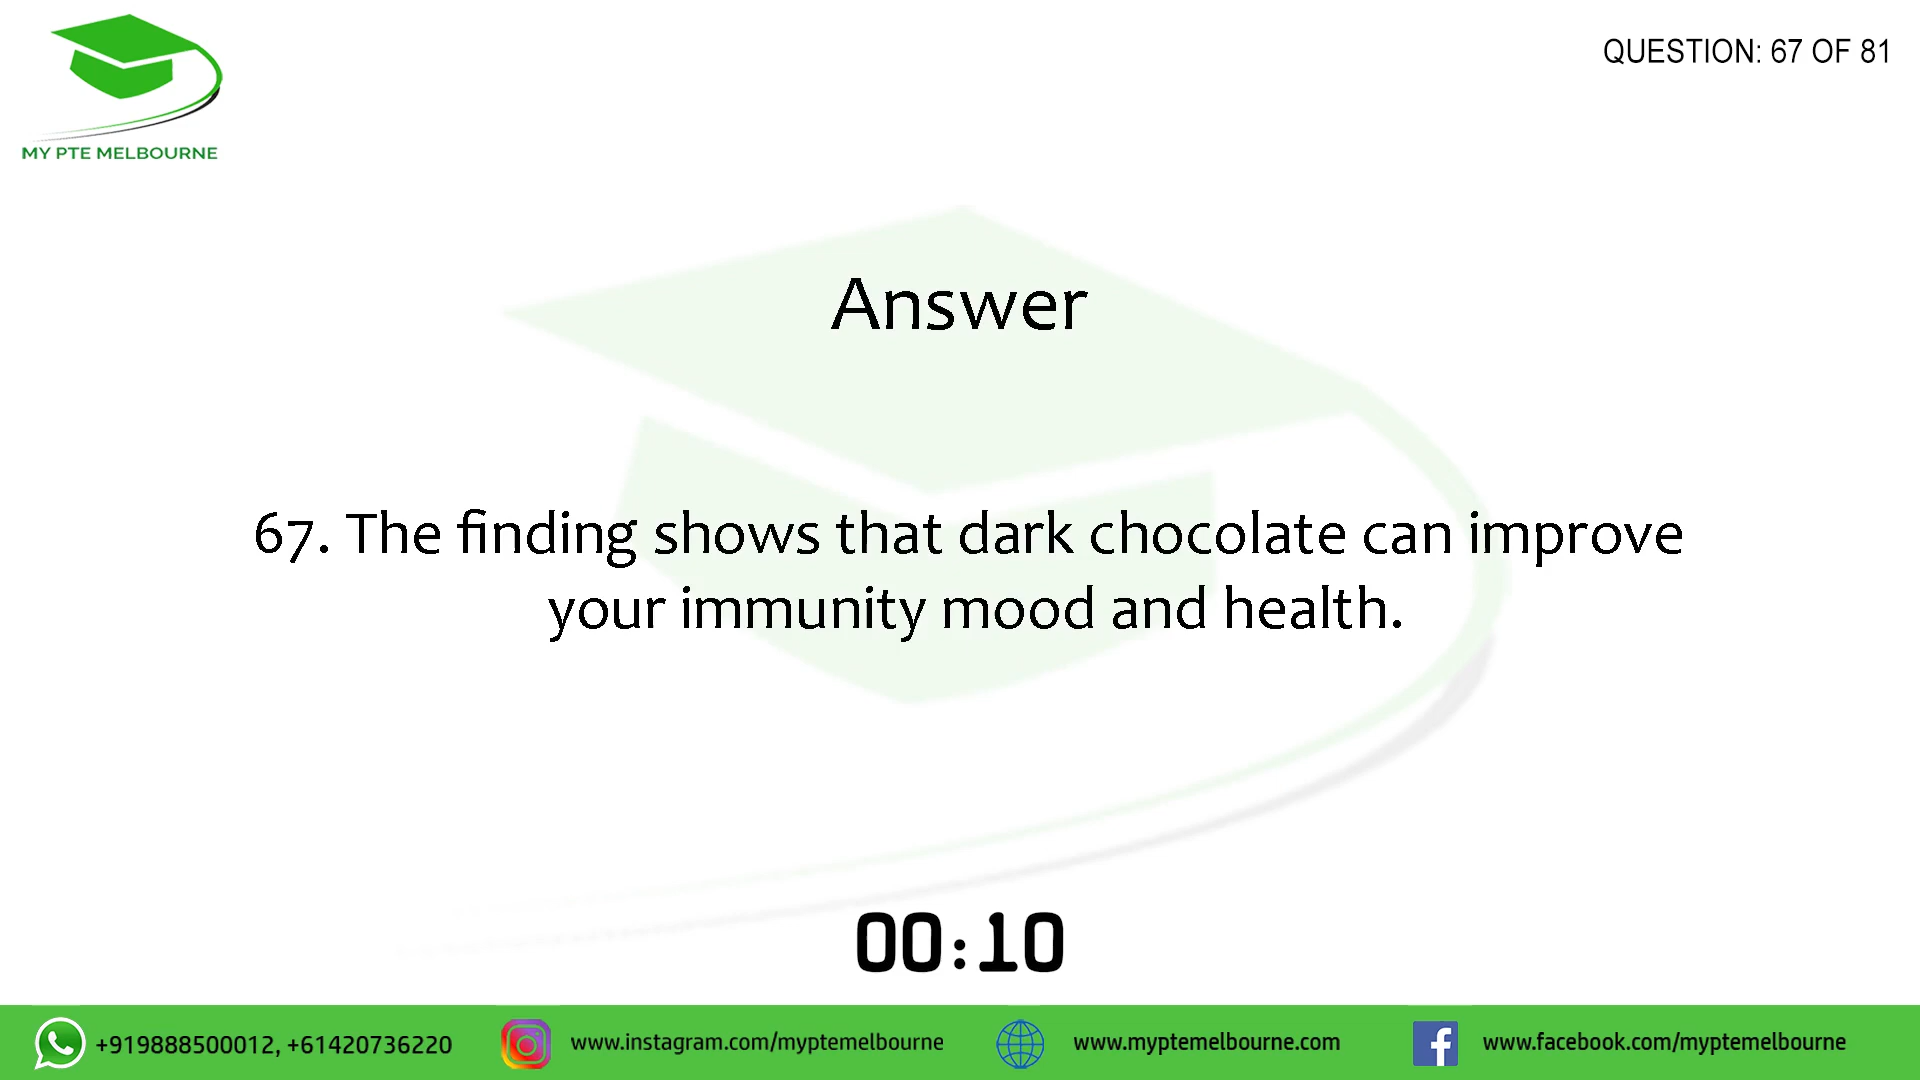 MY PTE MELBOURNE
QUESTION: 67 OF 81
Answer
67. The finding shows that dark chocolate can improve
your immunity mood and health.
00:10
+919888500012, +61420736220
www.instagram.com/myptemelbourne
www.myptemelbourne.com
www.facebook.com/myptemelbourne